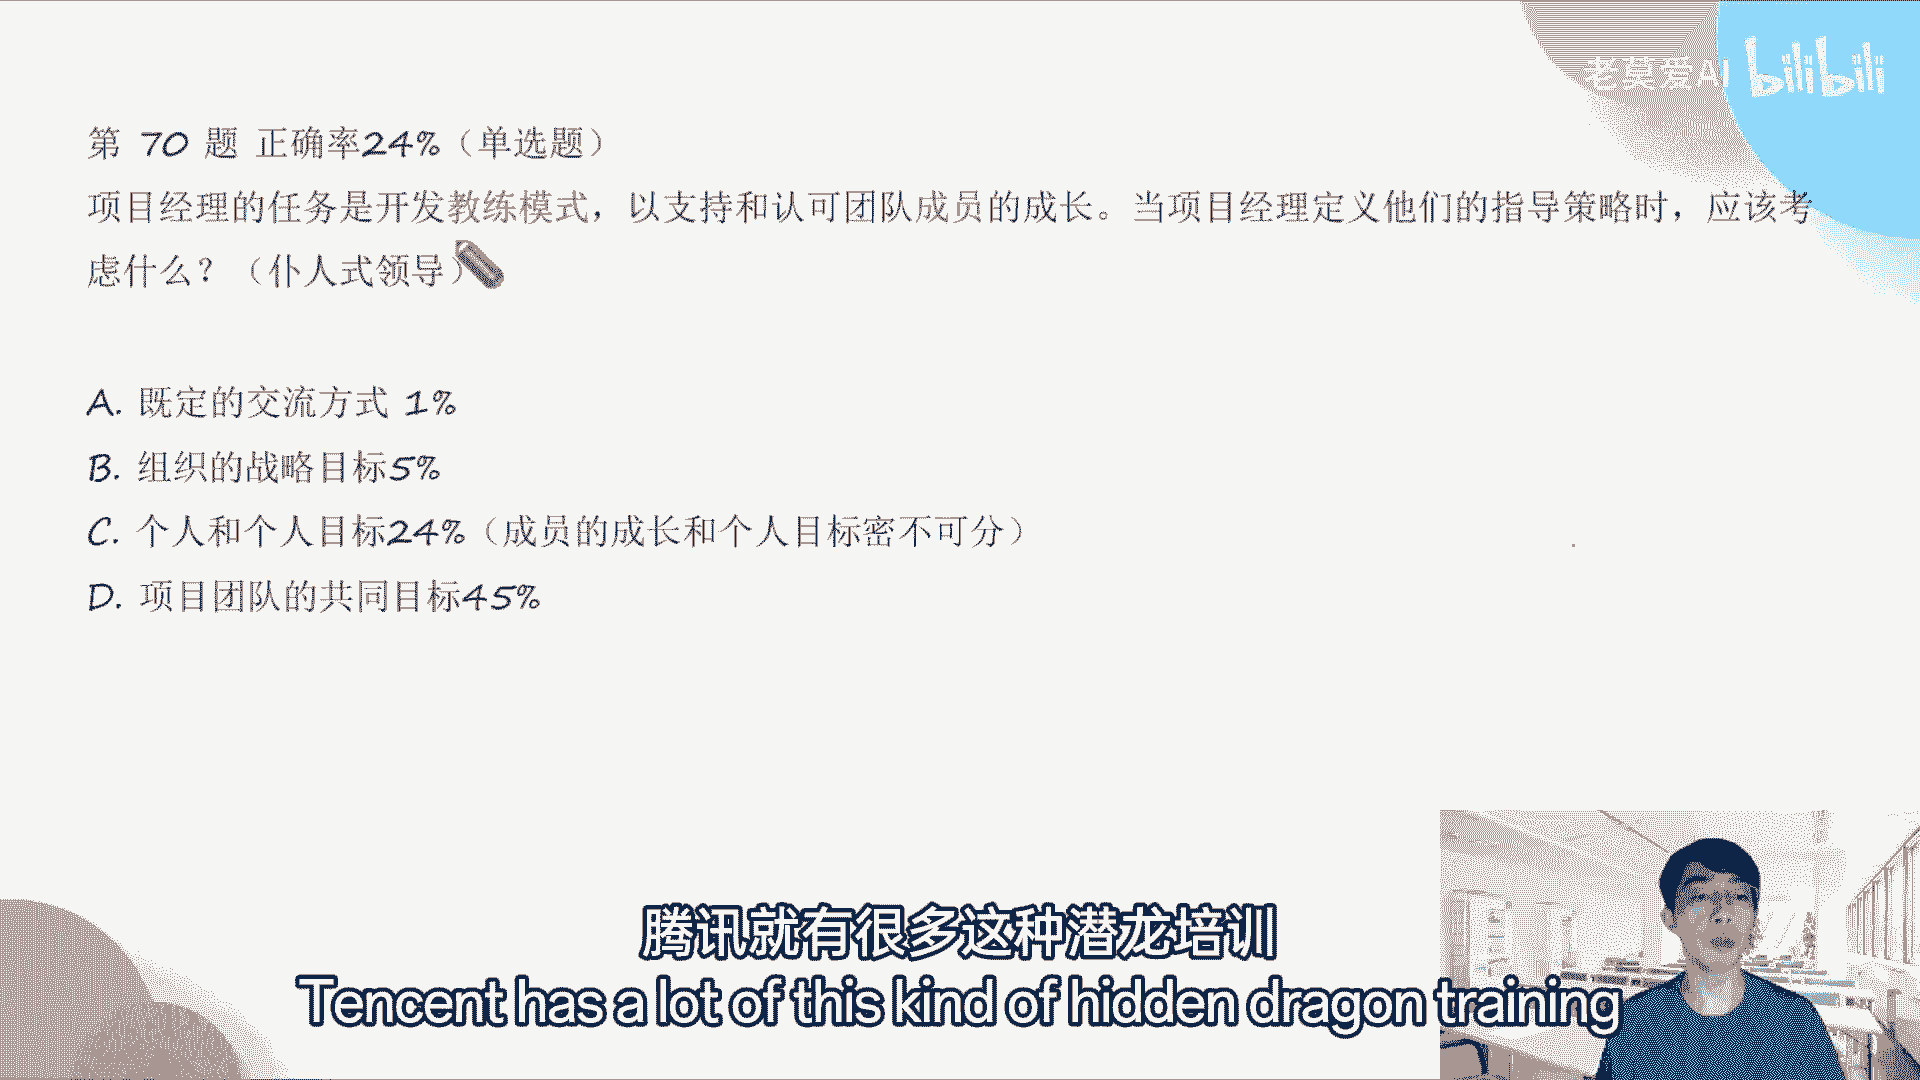 老莫爱AI bilibili
第 70 题 正确率24%（单选题）
项目经理的任务是开发教练模式，以支持和认可团队成员的成长。当项目经理定义他们的指导策略时，应该考
虑什么？（仆人式领导）
A. 既定的交流方式 1%
B. 组织的战略目标5%
C. 个人和个人目标24%（成员的成长和个人目标密不可分）
D. 项目团队的共同目标45%
腾讯就有很多这种潜龙培训
Tencent has a lot of this kind of hidden dragon training